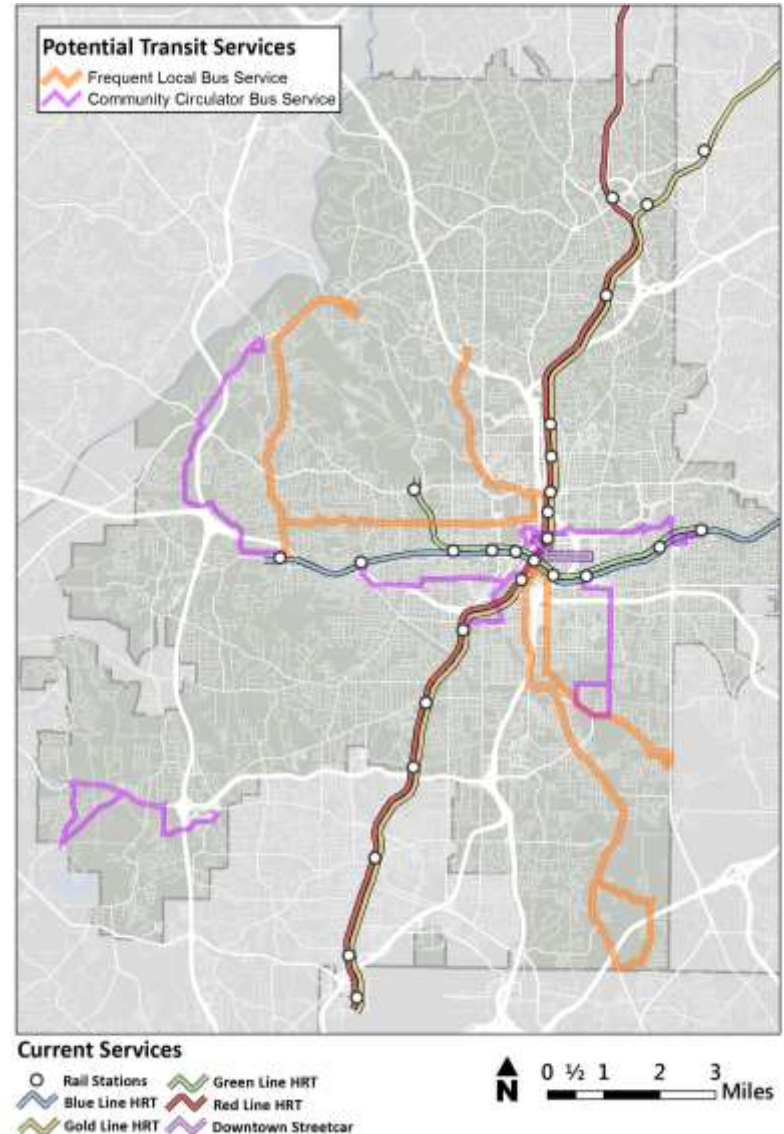 Potential Transit Services
Frequent Local Bus Service
Community Circulator Bus Service
Current Services
Rail Stations
Green Line HRT
Blue Line HRT
Red Line HRT
Gold Line HRT
Downtown Streetcar
N
0 ½ 1 2 3 Miles